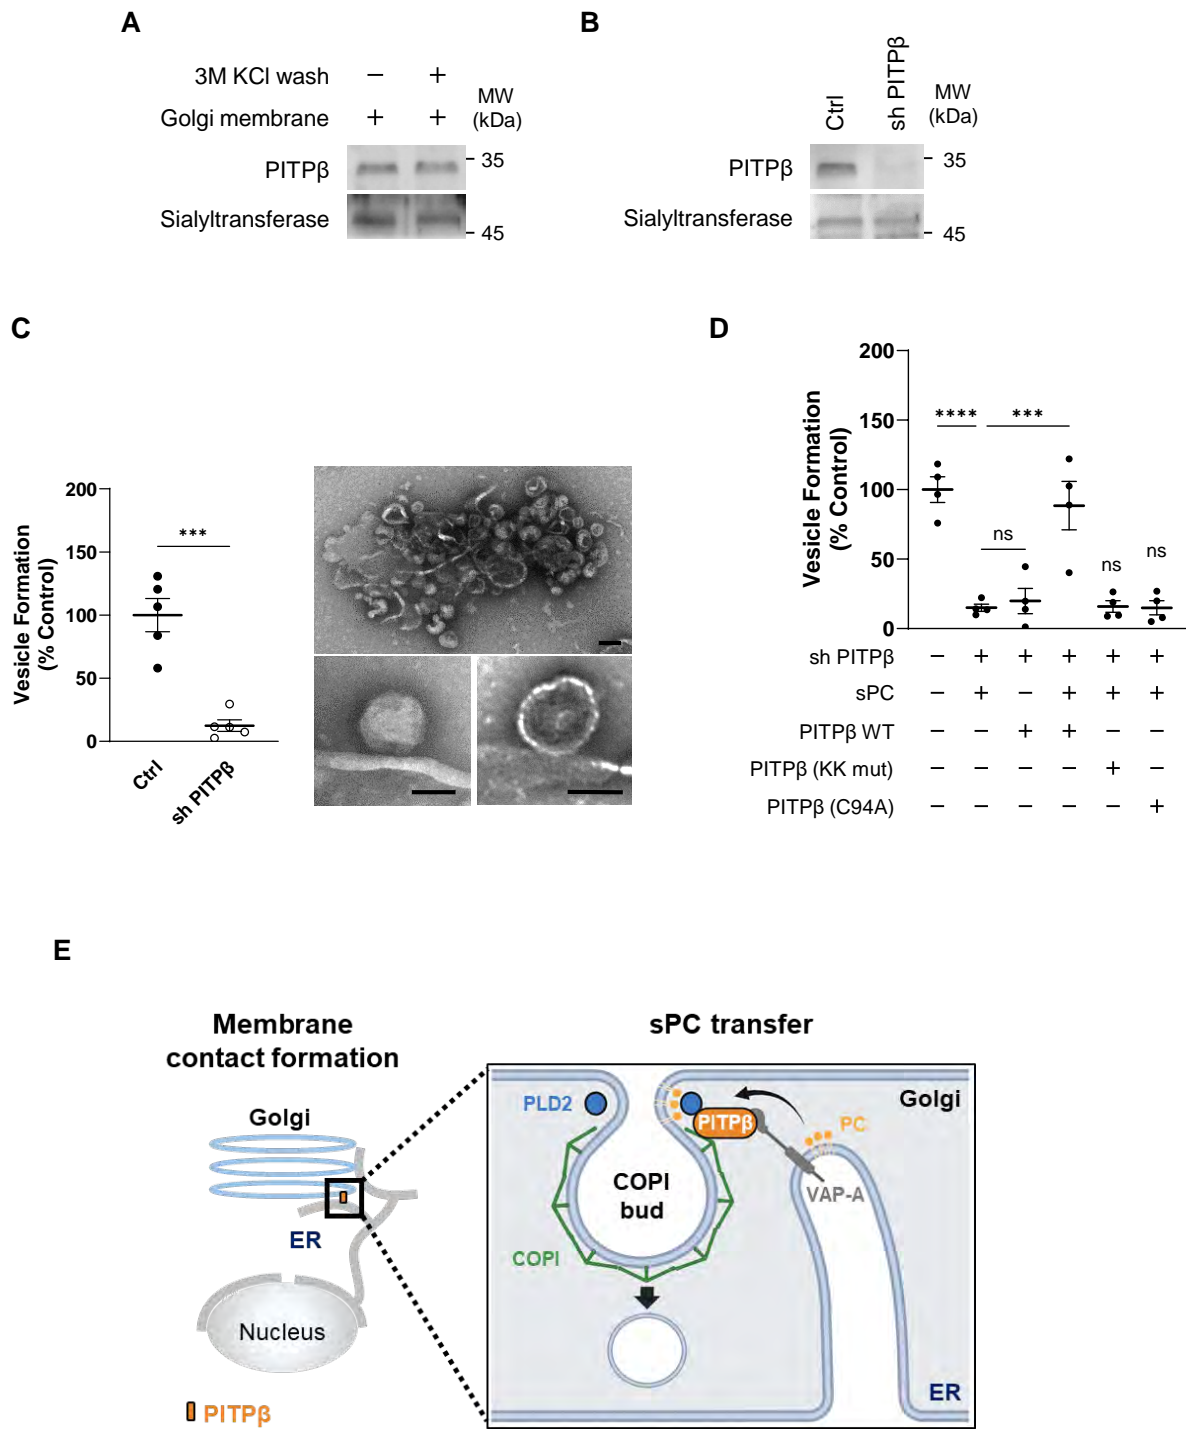 A
3M KCl wash − +
Golgi membrane + +
MW
(kDa)
PITPβ
35
Sialyltransferase
45
B
Ctrl
sh PITPβ
MW
(kDa)
PITPβ
35
Sialyltransferase
45
C
Vesicle Formation
(% Control)
200
150
100
50
0
***
Ctrl
sh PITPβ
D
Vesicle Formation
(% Control)
200
150
100
50
0
**** ***
ns
ns
ns
sh PITPβ − + + + + +
sPC − + − + + +
PITPβ WT − − + + − −
PITPβ (KK mut) − − − − + −
PITPβ (C94A) − − − − − +
E
Membrane
contact formation
Golgi
ER
Nucleus
PITPβ
sPC transfer
PLD2
PITPβ
PC
Golgi
VAP-A
COPI
bud
COPI
ER